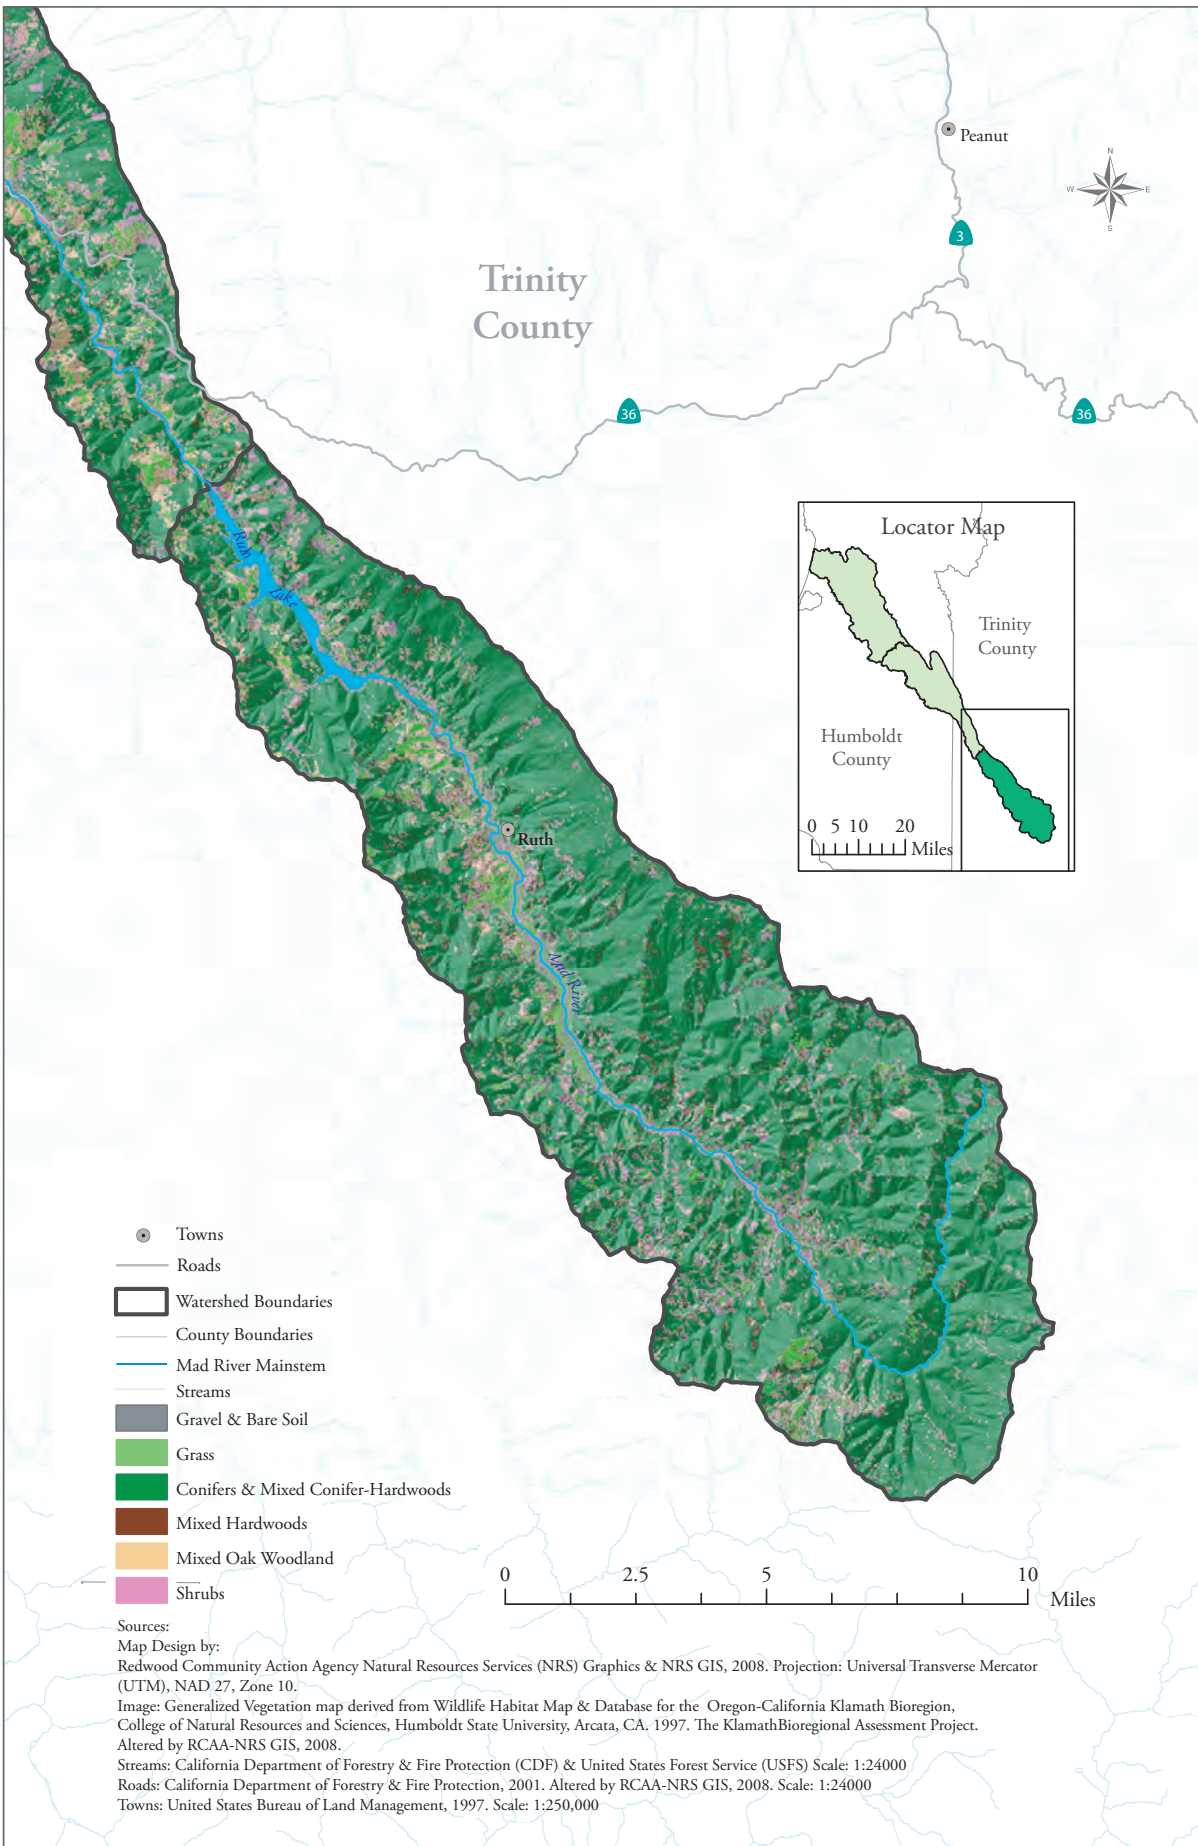 Peanut
N
W
E
S
3
Trinity
County
36
36
Locator Map
Trinity
County
Humboldt
County
0 5 10 20
Miles
Ruth
Lake
Ruth
Mad River
Towns
Roads
Watershed Boundaries
County Boundaries
Mad River Mainstem
Streams
Gravel & Bare Soil
Grass
Conifers & Mixed Conifer-Hardwoods
Mixed Hardwoods
Mixed Oak Woodland
Shrubs
0 2.5 5 10
Miles
Sources:
Map Design by:
Redwood Community Action Agency Natural Resources Services (NRS) Graphics & NRS GIS, 2008. Projection: Universal Transverse Mercator
(UTM), NAD 27, Zone 10.
Image: Generalized Vegetation map derived from Wildlife Habitat Map & Database for the Oregon-California Klamath Bioregion,
College of Natural Resources and Sciences, Humboldt State University, Arcata, CA. 1997. The KlamathBioregional Assessment Project.
Altered by RCAA-NRS GIS, 2008.
Streams: California Department of Forestry & Fire Protection (CDF) & United States Forest Service (USFS) Scale: 1:24000
Roads: California Department of Forestry & Fire Protection, 2001. Altered by RCAA-NRS GIS, 2008. Scale: 1:24000
Towns: United States Bureau of Land Management, 1997. Scale: 1:250,000